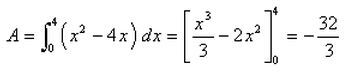 A = ∫₀⁴ (x² − 4x) dx = [x³/3 − 2x²]₀⁴ = −32/3